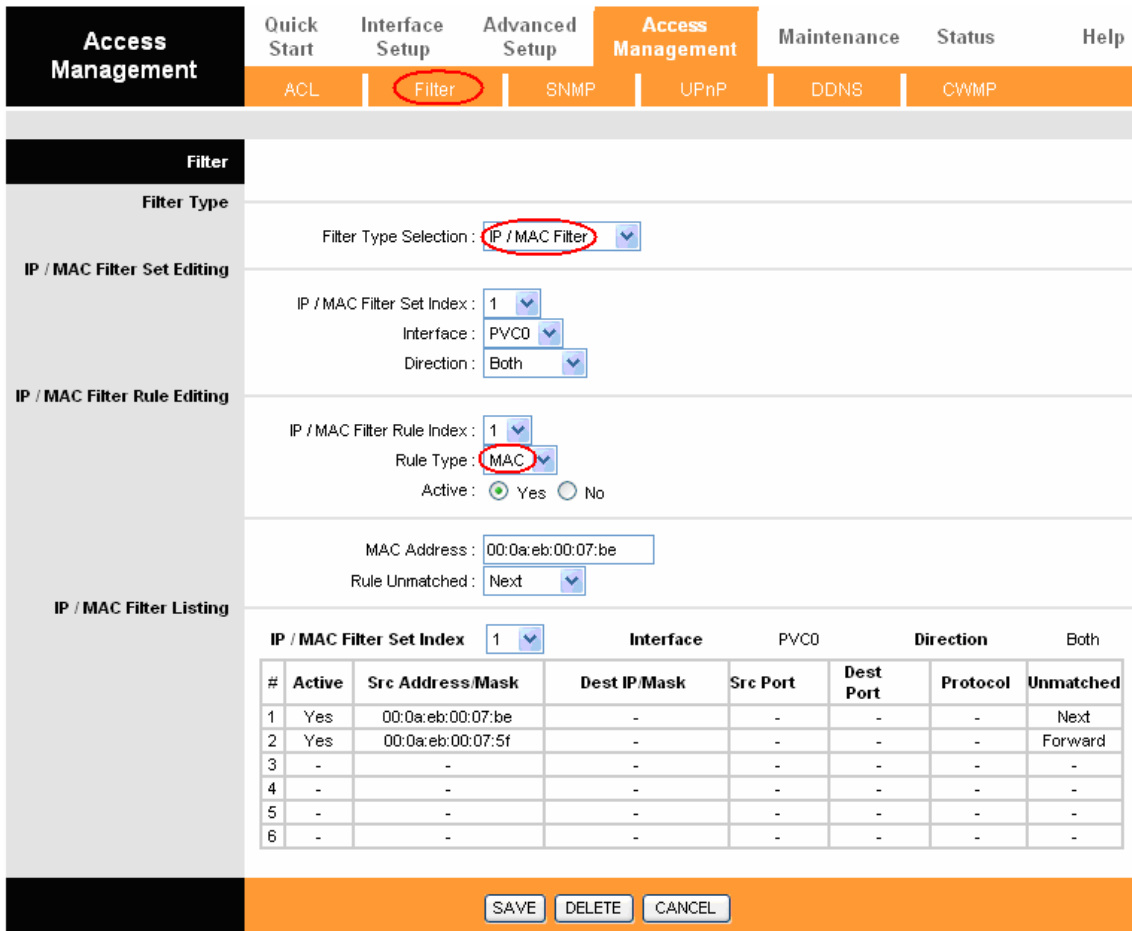 Access Management
Quick Start
Interface Setup
Advanced Setup
Access Management
Maintenance
Status
Help
ACL
Filter
SNMP
UPnP
DDNS
CWMP
Filter
Filter Type
Filter Type Selection : IP / MAC Filter
IP / MAC Filter Set Editing
IP / MAC Filter Set Index : 1
Interface : PVC0
Direction : Both
IP / MAC Filter Rule Editing
IP / MAC Filter Rule Index : 1
Rule Type : MAC
Active : Yes No
MAC Address : 00:0a:eb:00:07:be
Rule Unmatched : Next
IP / MAC Filter Listing
IP / MAC Filter Set Index 1 Interface PVC0 Direction Both
# Active Src Address/Mask Dest IP/Mask Src Port Dest Port Protocol Unmatched
1 Yes 00:0a:eb:00:07:be - - - - Next
2 Yes 00:0a:eb:00:07:5f - - - - Forward
3 - - - - - - -
4 - - - - - - -
5 - - - - - - -
6 - - - - - - -
SAVE DELETE CANCEL